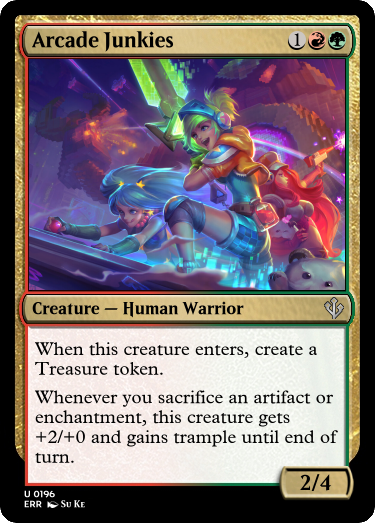 Arcade Junkies 1
Creature — Human Warrior
When this creature enters, create a
Treasure token.
Whenever you sacrifice an artifact or
enchantment, this creature gets
+2/+0 and gains trample until end of
turn.
2/4
U 0196
ERR Su Ke